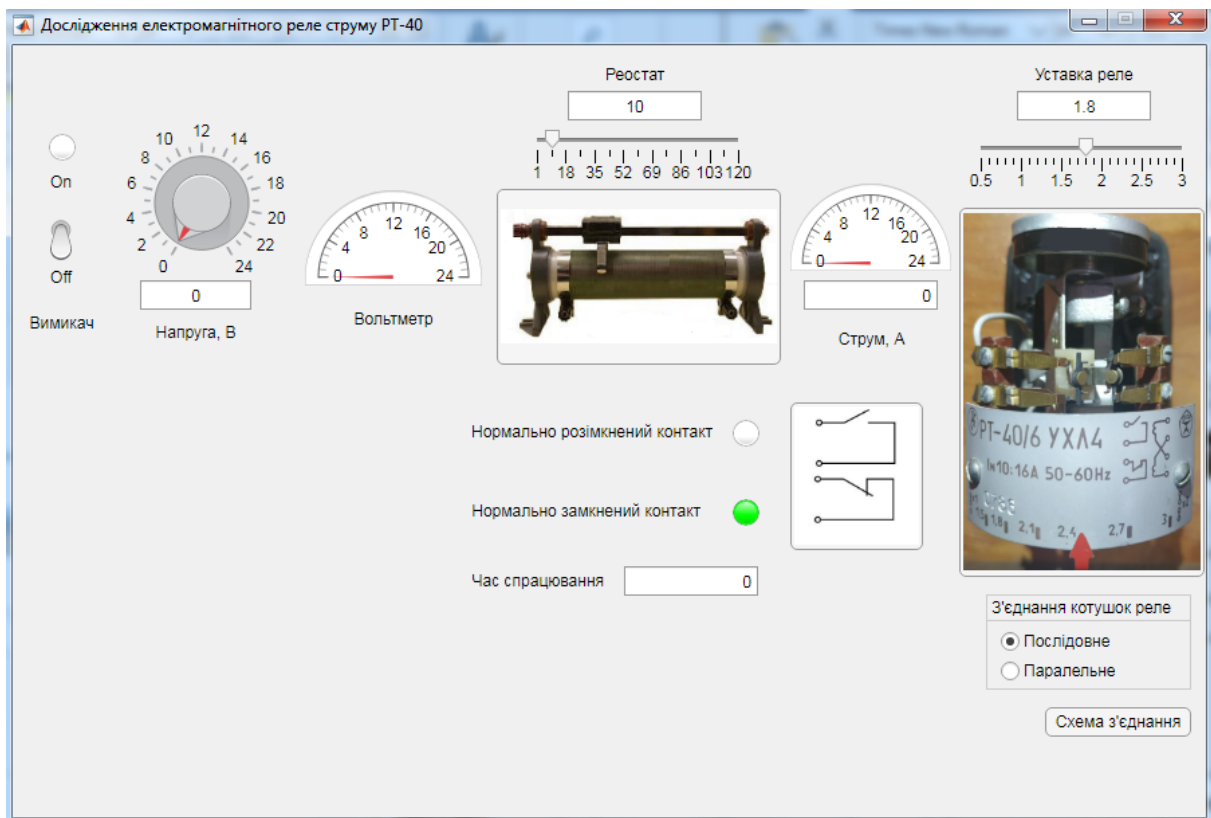 Дослідження електромагнітного реле струму РТ-40
Реостат
10
1 18 35 52 69 86 103 120
Уставка реле
1.8
0.5 1 1.5 2 2.5 3
On
Off
Вимикач
0 2 4 6 8 10 12 14 16 18 20 22 24
0
Напруга, В
0 4 8 12 16 20 24
Вольтметр
0 4 8 12 16 20 24
0
Струм, А
РТ-40/6 УХЛ4
Iн10:16А 50-60Hz
1,8 2,1 2,4 2,7 3
Нормально розімкнений контакт
Нормально замкнений контакт
Час спрацювання
0
З'єднання котушок реле
Послідовне
Паралельне
Схема з'єднання